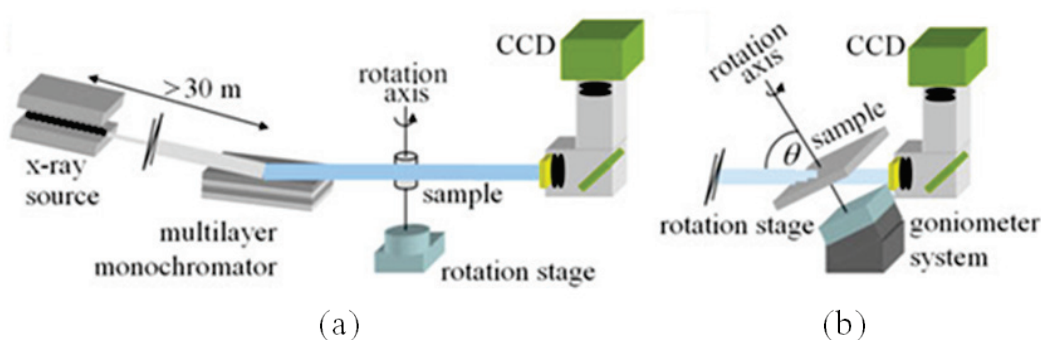 CCD
> 30 m
rotation
axis
x-ray
source
sample
multilayer
monochromator
rotation stage
(a)
rotation
axis
CCD
sample
θ
rotation stage
goniometer
system
(b)